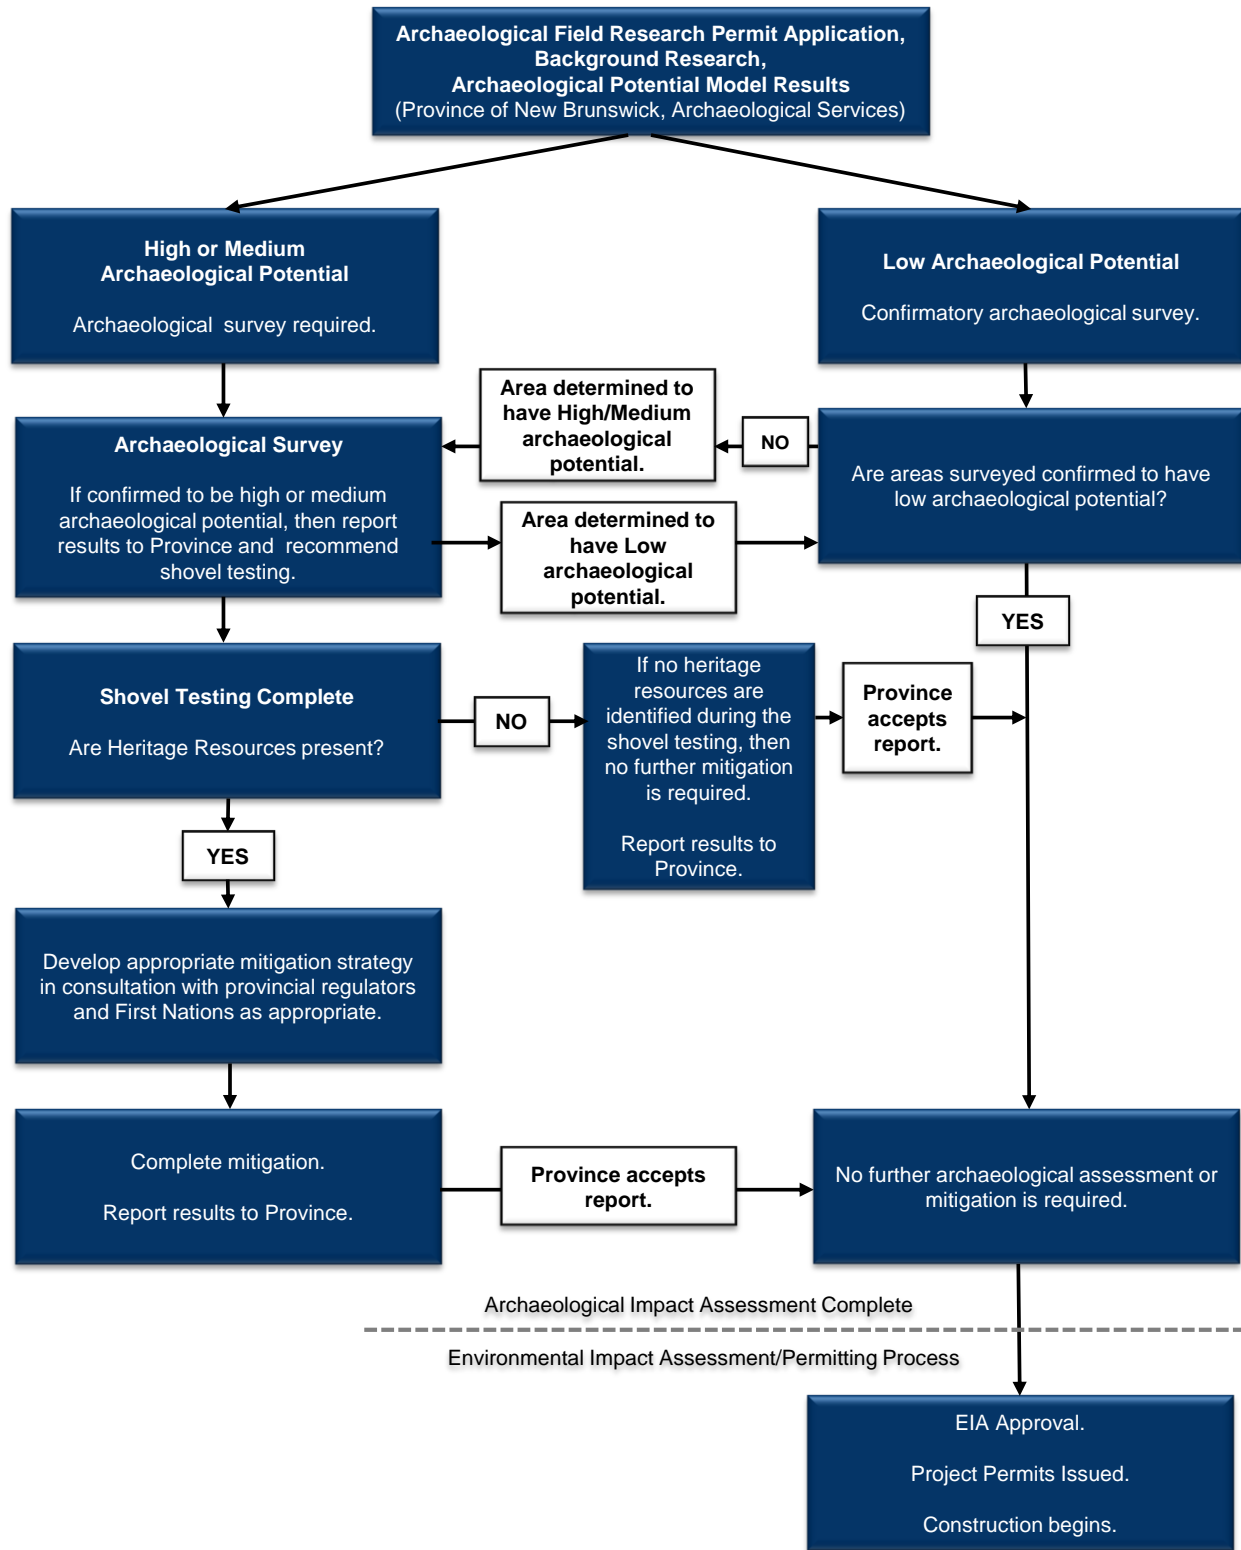 Archaeological Field Research Permit Application,
Background Research,
Archaeological Potential Model Results
(Province of New Brunswick, Archaeological Services)
High or Medium
Archaeological Potential
Archaeological survey required.
Low Archaeological Potential
Confirmatory archaeological survey.
Area determined to
have High/Medium
archaeological
potential.
NO
Archaeological Survey
If confirmed to be high or medium
archaeological potential, then report
results to Province and recommend
shovel testing.
Are areas surveyed confirmed to have
low archaeological potential?
Area determined to
have Low
archaeological
potential.
YES
Shovel Testing Complete
Are Heritage Resources present?
NO
If no heritage
resources are
identified during the
shovel testing, then
no further mitigation
is required.
Report results to
Province.
Province
accepts
report.
YES
Develop appropriate mitigation strategy
in consultation with provincial regulators
and First Nations as appropriate.
Complete mitigation.
Report results to Province.
Province accepts
report.
No further archaeological assessment or
mitigation is required.
Archaeological Impact Assessment Complete
Environmental Impact Assessment/Permitting Process
EIA Approval.
Project Permits Issued.
Construction begins.